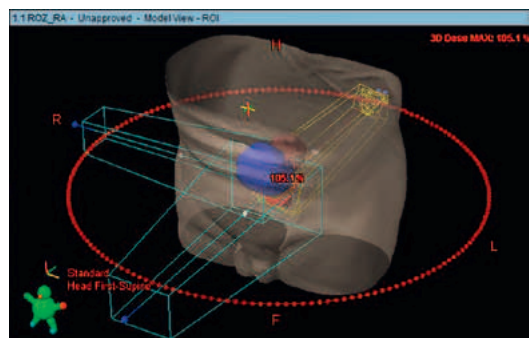 1.1 ROZ_RA - Unapproved - Model View - ROI
H
3D Dose MAX: 105.1 %
R
105.1%
L
Standard
Head First-Supine
F